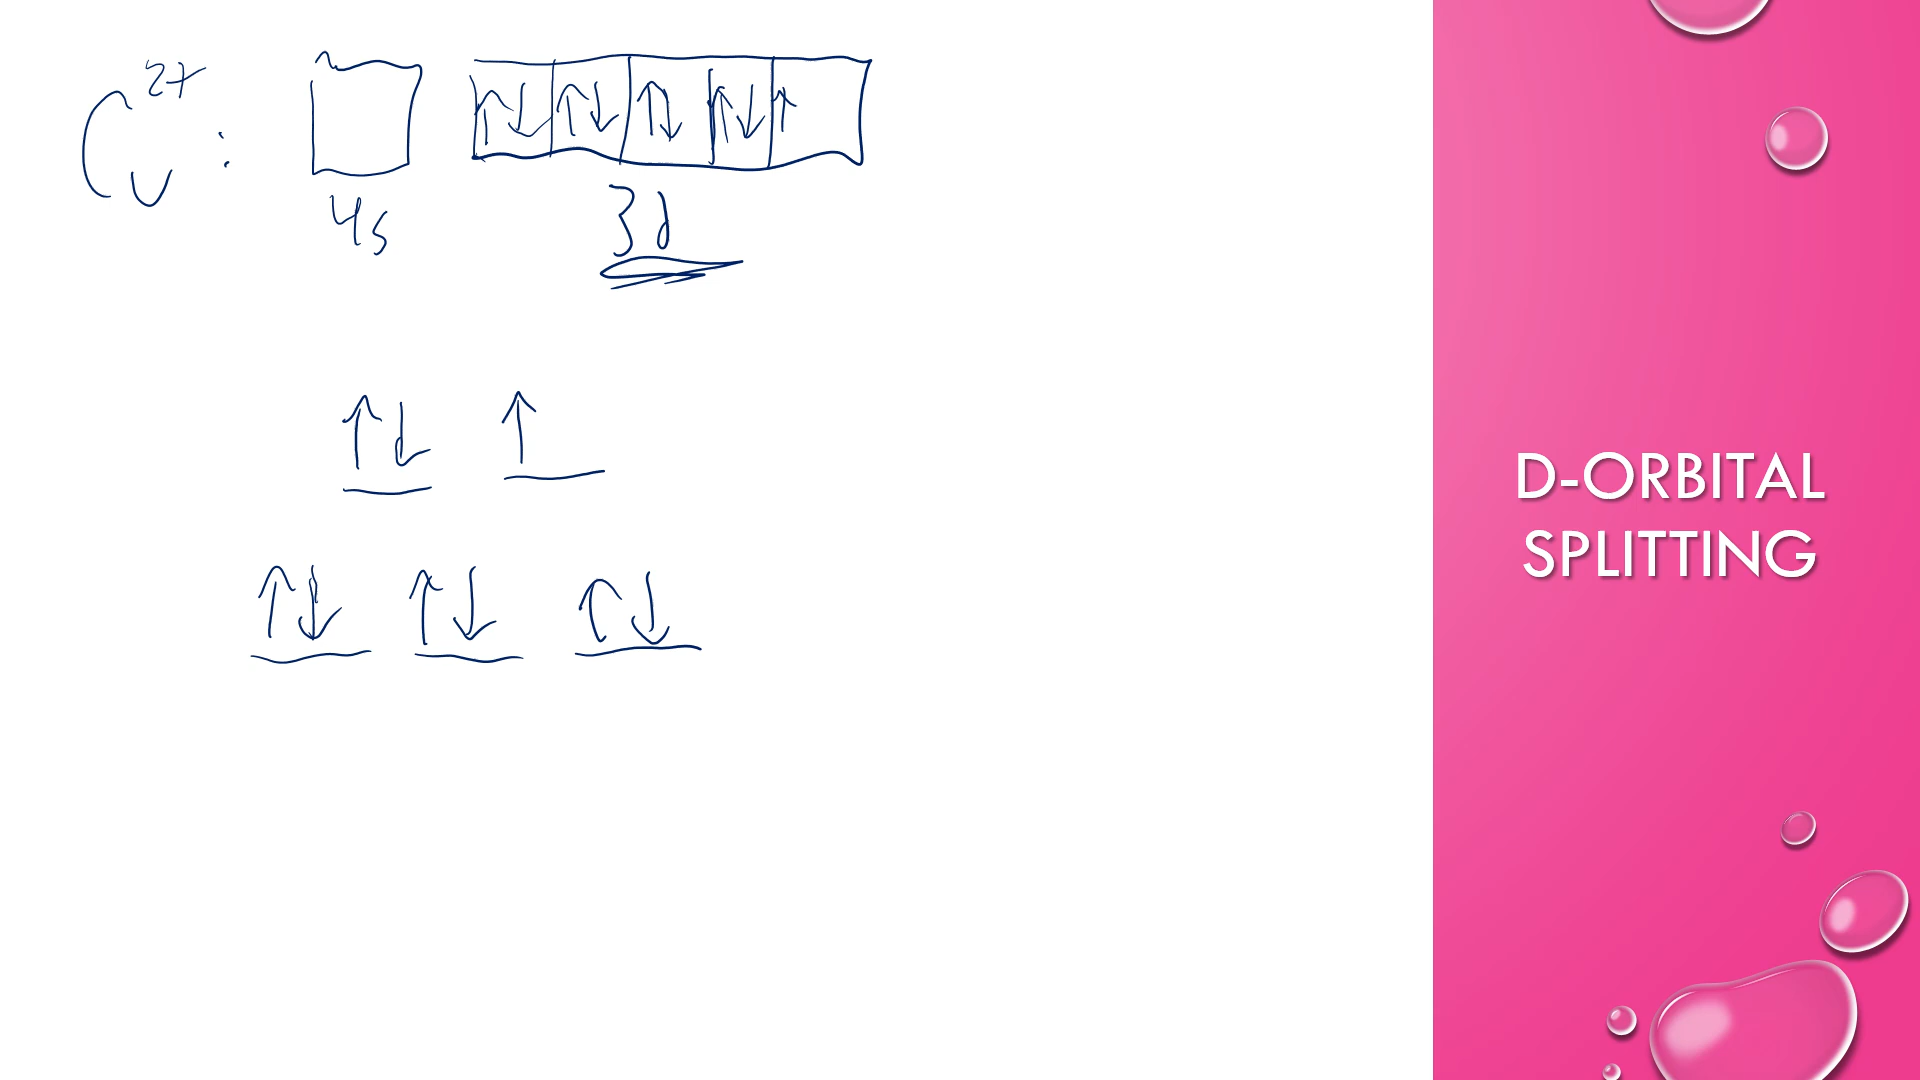 Cu²⁺:
↑↓ ↑↓ ↑↓ ↑↓ ↑
4s 3d
↑↓ ↑
↑↓ ↑↓ ↑↓
D-ORBITAL
SPLITTING